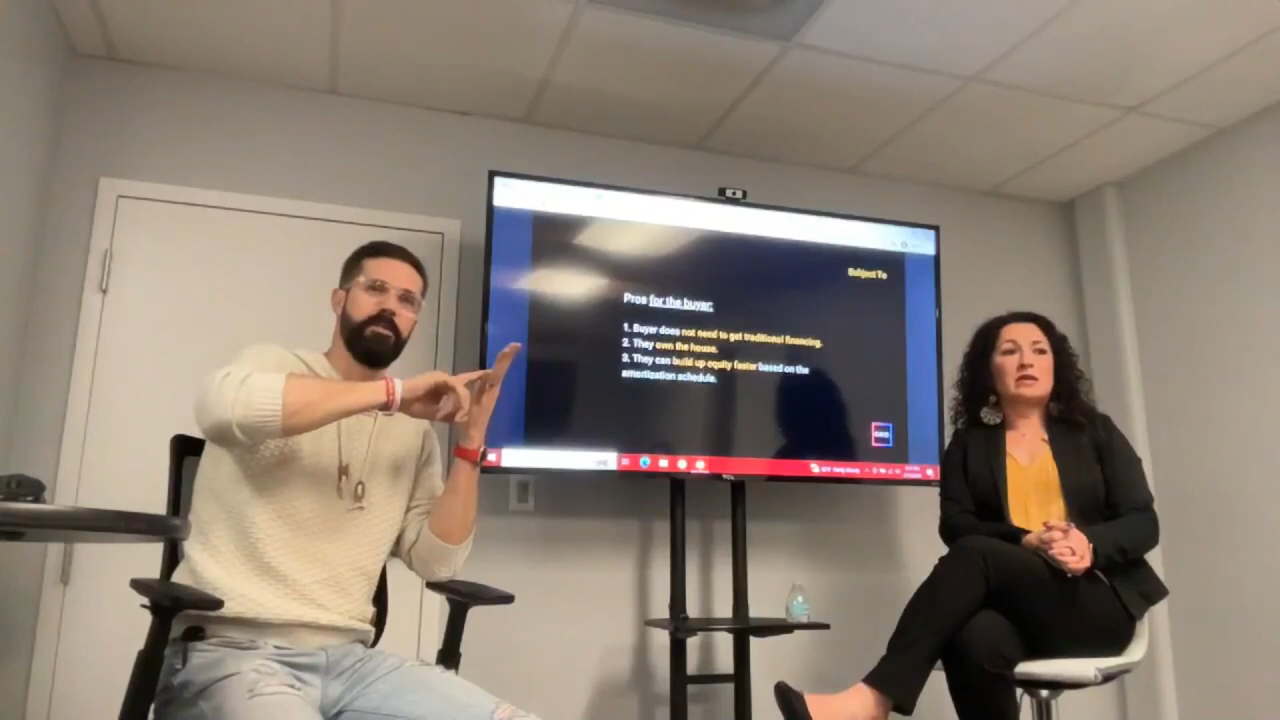 Subject To
Pros for the buyer:
1. Buyer does not need to get traditional financing.
2. They own the house.
3. They can build up equity faster based on the
amortization schedule.
TCL